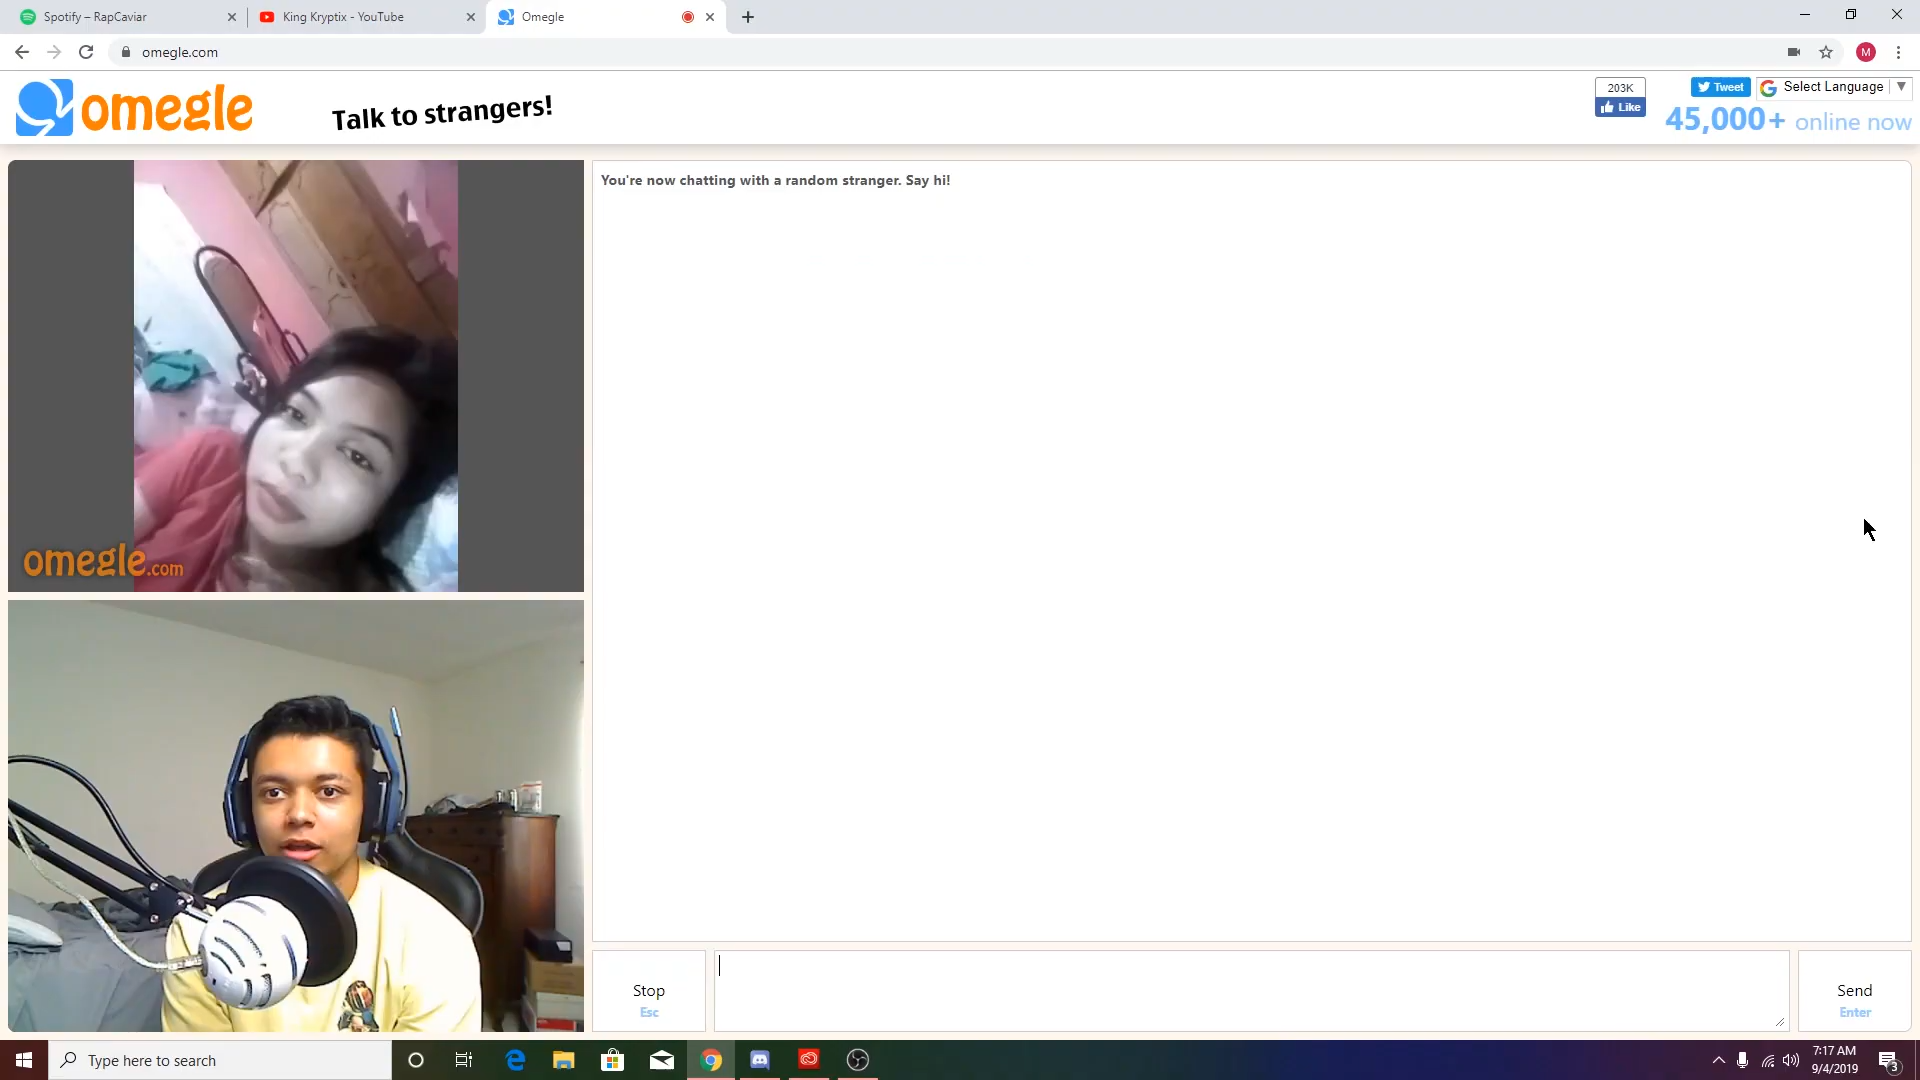 Spotify – RapCaviar
King Kryptix - YouTube
Omegle
omegle.com
M
omegle
Talk to strangers!
203K
Like
Tweet
Select Language
45,000+ online now
You're now chatting with a random stranger. Say hi!
omegle.com
Stop
Esc
Send
Enter
Type here to search
7:17 AM
9/4/2019
3